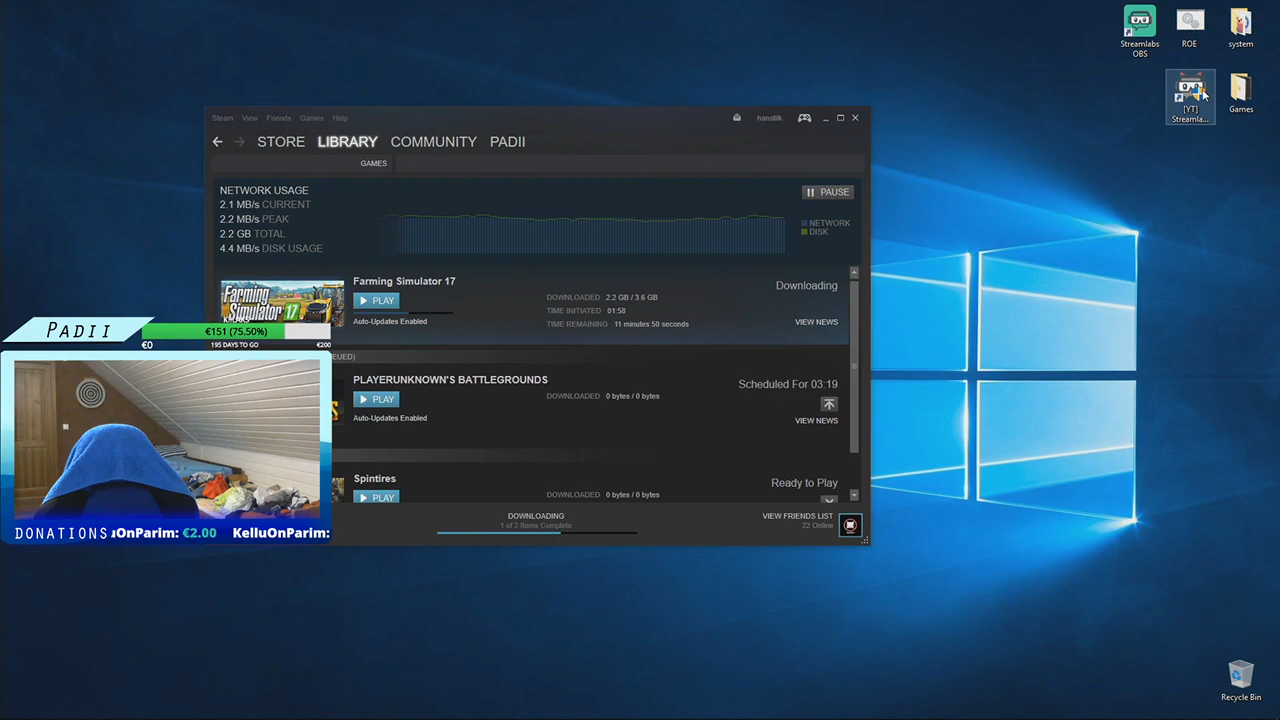 Streamlabs
OBS
ROE
system
[YT]
Streamla...
Games
Steam View Friends Games Help
hanstilk
STORE LIBRARY COMMUNITY PADII
GAMES
NETWORK USAGE
2.1 MB/s CURRENT
2.2 MB/s PEAK
2.2 GB TOTAL
4.4 MB/s DISK USAGE
PAUSE
NETWORK
DISK
Farming
Simulator 17
Farming Simulator 17
PLAY
Auto-Updates Enabled
DOWNLOADED 2.2 GB / 3.6 GB
TIME INITIATED 01:58
TIME REMAINING 11 minutes 50 seconds
Downloading
VIEW NEWS
PADII
€151 (75.50%)
€0 195 DAYS TO GO €200
UED)
PLAYERUNKNOWN'S BATTLEGROUNDS
PLAY
Auto-Updates Enabled
DOWNLOADED 0 bytes / 0 bytes
Scheduled For 03:19
VIEW NEWS
Spintires
PLAY
DOWNLOADED 0 bytes / 0 bytes
Ready to Play
DOWNLOADING
1 of 2 Items Complete
VIEW FRIENDS LIST
22 Online
DONATIONS uOnParim: €2.00 KelluOnParim:
Recycle Bin